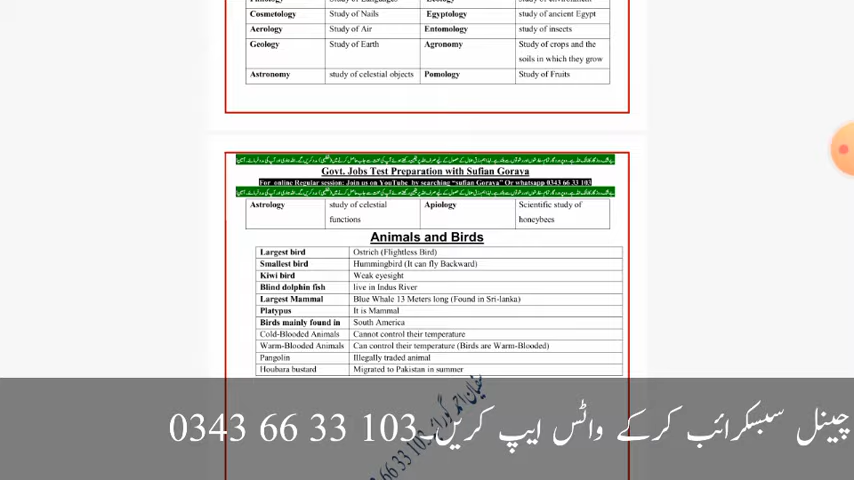 Study of Languages Ecology study of environment
Cosmetology Study of Nails Egyptology study of ancient Egypt
Aerology Study of Air Entomology study of insects
Geology Study of Earth Agronomy Study of crops and the
soils in which they grow
Astronomy study of celestial objects Pomology Study of Fruits
Govt. Jobs Test Preparation with Sufian Goraya
For online Regular session: Join us on YouTube by searching "sufian Goraya" Or whatsapp 0343 66 33 103
Astrology study of celestial Apiology Scientific study of
functions honeybees
Animals and Birds
Largest bird Ostrich (Flightless Bird)
Smallest bird Hummingbird (It can fly Backward)
Kiwi bird Weak eyesight
Blind dolphin fish live in Indus River
Largest Mammal Blue Whale 13 Meters long (Found in Sri-lanka)
Platypus It is Mammal
Birds mainly found in South America
Cold-Blooded Animals Cannot control their temperature
Warm-Blooded Animals Can control their temperature (Birds are Warm-Blooded)
Pangolin Illegally traded animal
Houbara bustard Migrated to Pakistan in summer
چینل سبسکرائب کرکے واٹس ایپ کریں۔0343 66 33 103